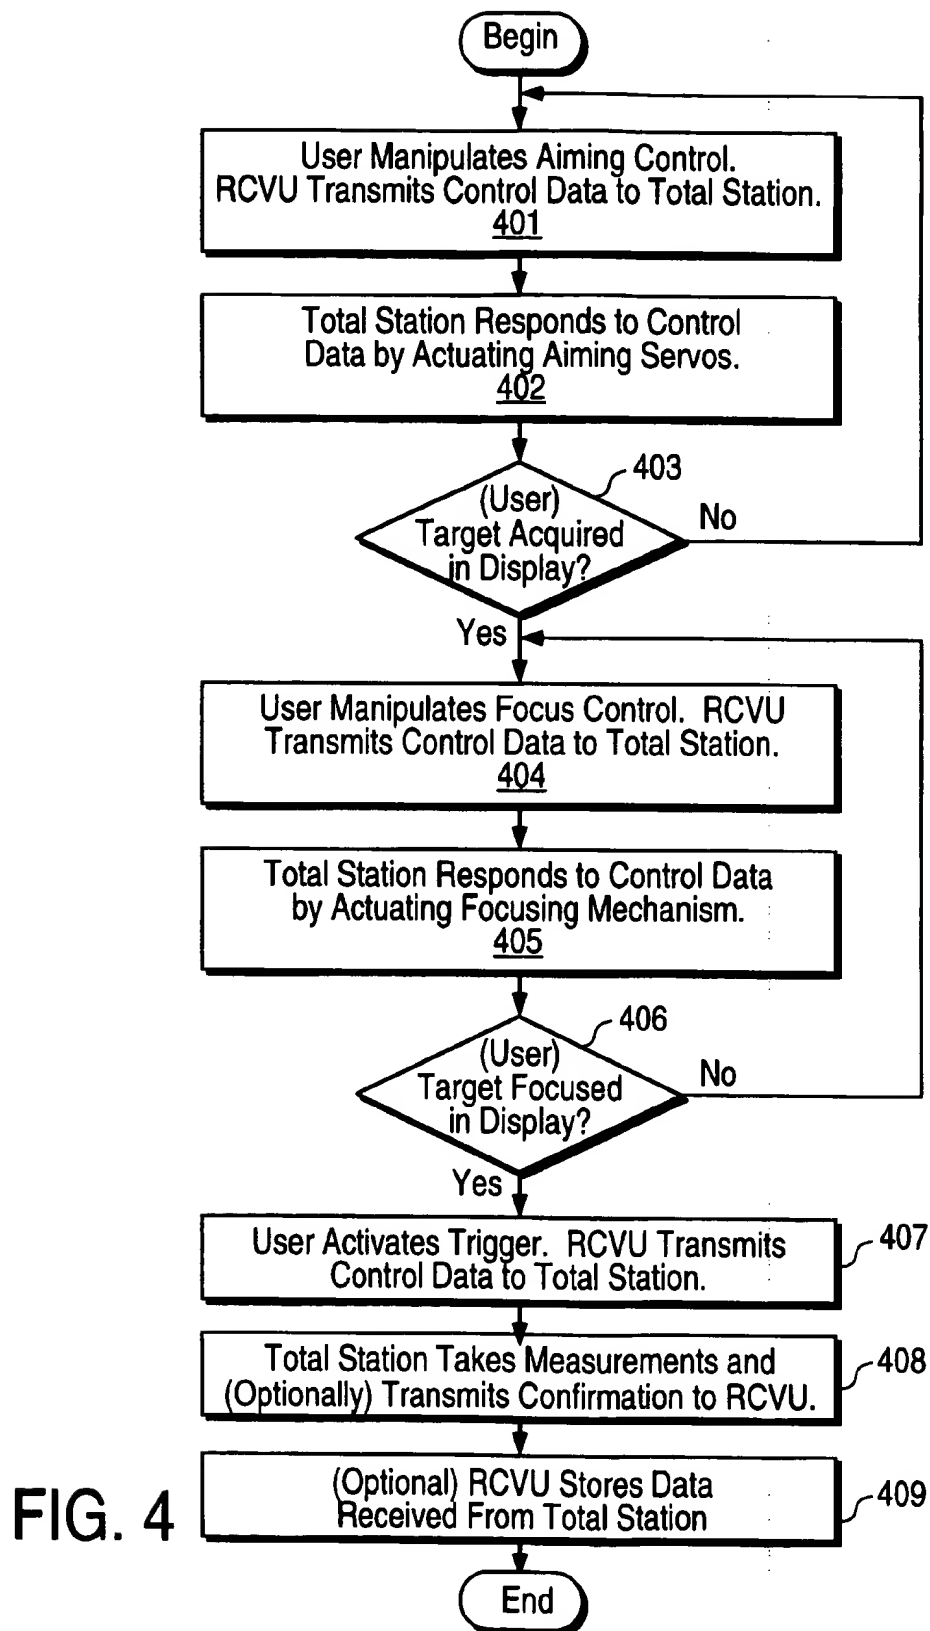 Begin
User Manipulates Aiming Control.
RCVU Transmits Control Data to Total Station.
401
Total Station Responds to Control
Data by Actuating Aiming Servos.
402
403
(User)
Target Acquired
in Display?
No
Yes
User Manipulates Focus Control. RCVU
Transmits Control Data to Total Station.
404
Total Station Responds to Control Data
by Actuating Focusing Mechanism.
405
406
(User)
Target Focused
in Display?
No
Yes
User Activates Trigger. RCVU Transmits
Control Data to Total Station.
407
Total Station Takes Measurements and
(Optionally) Transmits Confirmation to RCVU.
408
(Optional) RCVU Stores Data
Received From Total Station
409
FIG. 4
End